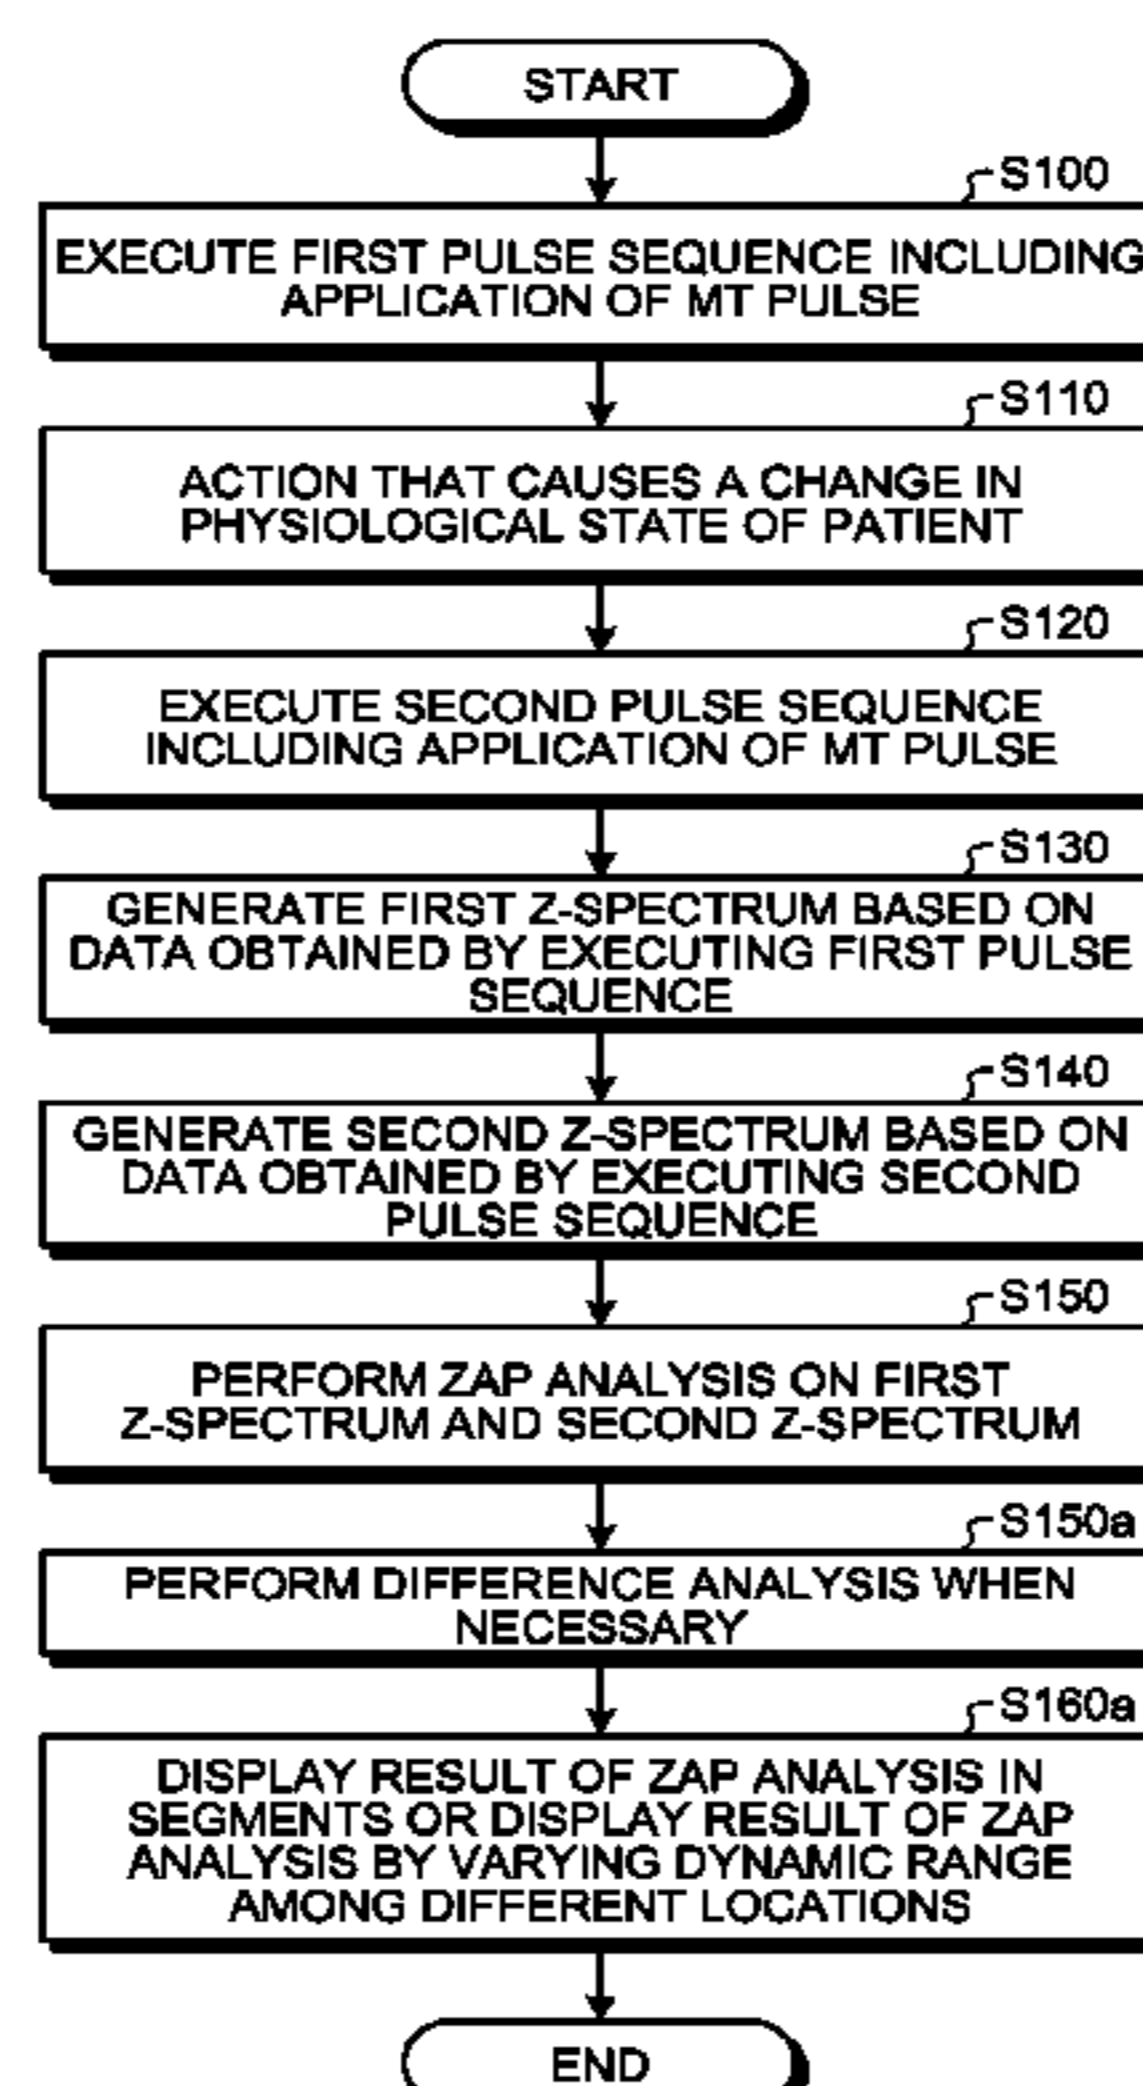 START
S100
EXECUTE FIRST PULSE SEQUENCE INCLUDING
APPLICATION OF MT PULSE
S110
ACTION THAT CAUSES A CHANGE IN
PHYSIOLOGICAL STATE OF PATIENT
S120
EXECUTE SECOND PULSE SEQUENCE
INCLUDING APPLICATION OF MT PULSE
S130
GENERATE FIRST Z-SPECTRUM BASED ON
DATA OBTAINED BY EXECUTING FIRST PULSE
SEQUENCE
S140
GENERATE SECOND Z-SPECTRUM BASED ON
DATA OBTAINED BY EXECUTING SECOND
PULSE SEQUENCE
S150
PERFORM ZAP ANALYSIS ON FIRST
Z-SPECTRUM AND SECOND Z-SPECTRUM
S150a
PERFORM DIFFERENCE ANALYSIS WHEN
NECESSARY
S160a
DISPLAY RESULT OF ZAP ANALYSIS IN
SEGMENTS OR DISPLAY RESULT OF ZAP
ANALYSIS BY VARYING DYNAMIC RANGE
AMONG DIFFERENT LOCATIONS
END